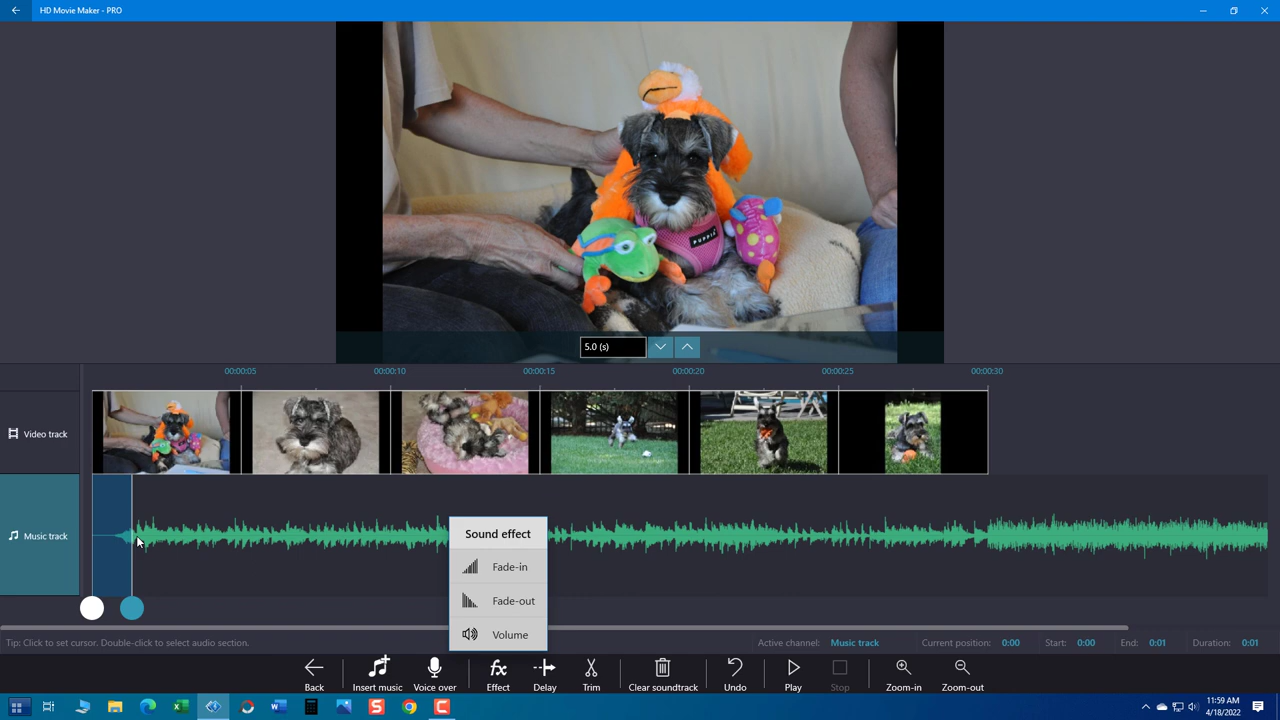 HD Movie Maker - PRO
PUPPIA
5.0 (s)
00:00:05 00:00:10 00:00:15 00:00:20 00:00:25 00:00:30
Video track
Music track
Sound effect
Fade-in
Fade-out
Volume
Tip: Click to set cursor. Double-click to select audio section.
Active channel: Music track Current position: 0:00 Start: 0:00 End: 0:01 Duration: 0:01
Back Insert music Voice over Effect Delay Trim Clear soundtrack Undo Play Stop Zoom-in Zoom-out
11:59 AM
4/18/2022